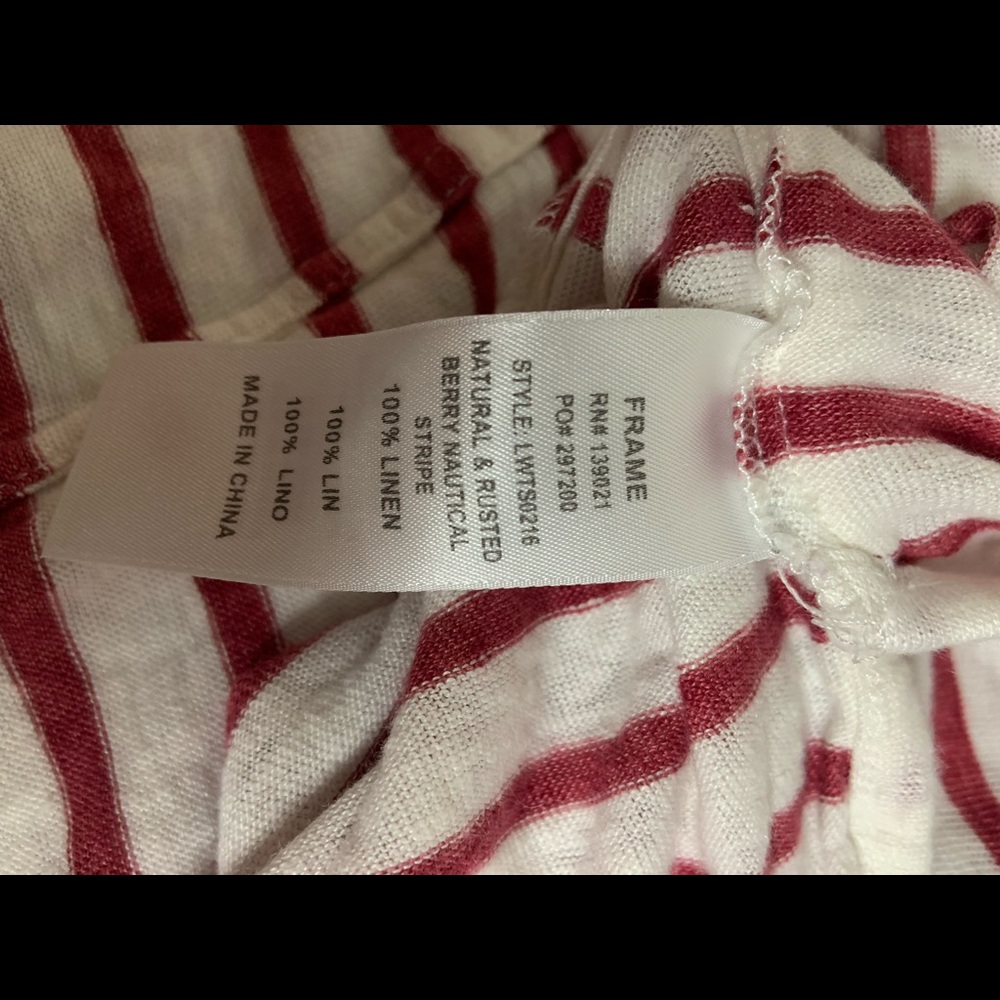 FRAME
RN# 139021
PO# 297200
STYLE: LWTS0216
NATURAL & RUSTED
BERRY NAUTICAL
STRIPE
100% LINEN
100% LIN
100% LINO
MADE IN CHINA